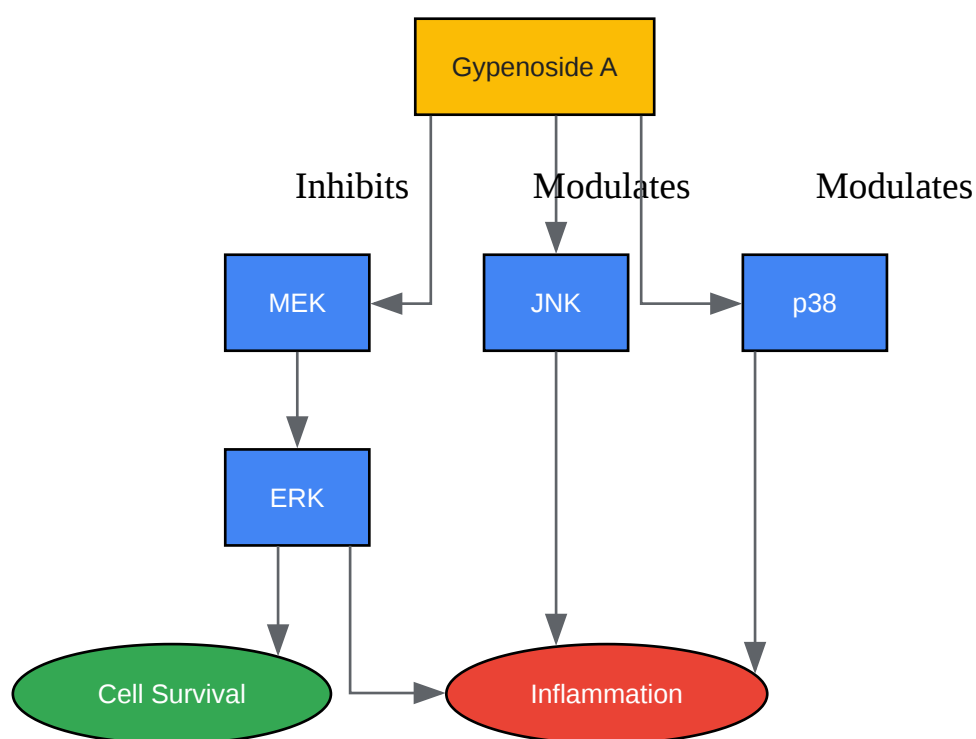 Gypenoside A
Inhibits
Modulates
Modulates
MEK
JNK
p38
ERK
Cell Survival
Inflammation